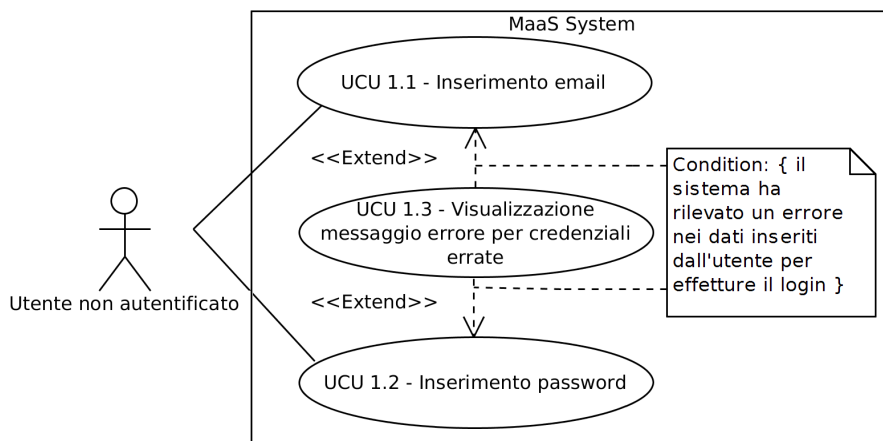 MaaS System
UCU 1.1 - Inserimento email
<<Extend>>
Condition: { il
sistema ha
rilevato un errore
nei dati inseriti
dall'utente per
effetture il login }
UCU 1.3 - Visualizzazione
messaggio errore per credenziali
errate
Utente non autentificato
<<Extend>>
UCU 1.2 - Inserimento password